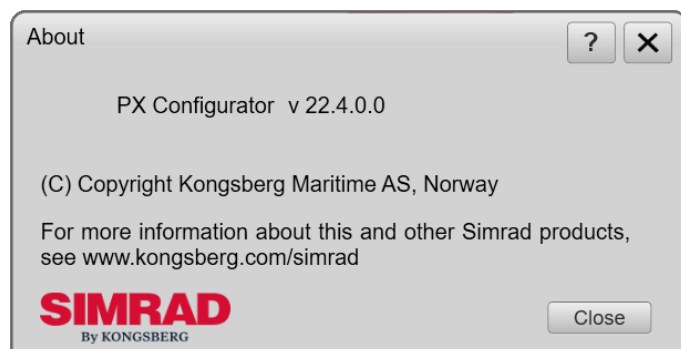 About
?
PX Configurator v 22.4.0.0
(C) Copyright Kongsberg Maritime AS, Norway
For more information about this and other Simrad products,
see www.kongsberg.com/simrad
SIMRAD
By KONGSBERG
Close